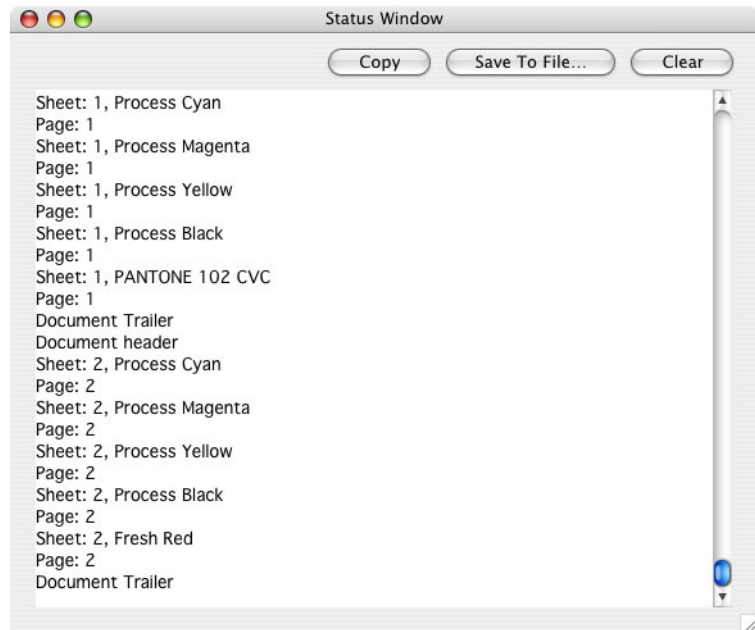 Status Window
Copy Save To File... Clear
Sheet: 1, Process Cyan
Page: 1
Sheet: 1, Process Magenta
Page: 1
Sheet: 1, Process Yellow
Page: 1
Sheet: 1, Process Black
Page: 1
Sheet: 1, PANTONE 102 CVC
Page: 1
Document Trailer
Document header
Sheet: 2, Process Cyan
Page: 2
Sheet: 2, Process Magenta
Page: 2
Sheet: 2, Process Yellow
Page: 2
Sheet: 2, Process Black
Page: 2
Sheet: 2, Fresh Red
Page: 2
Document Trailer